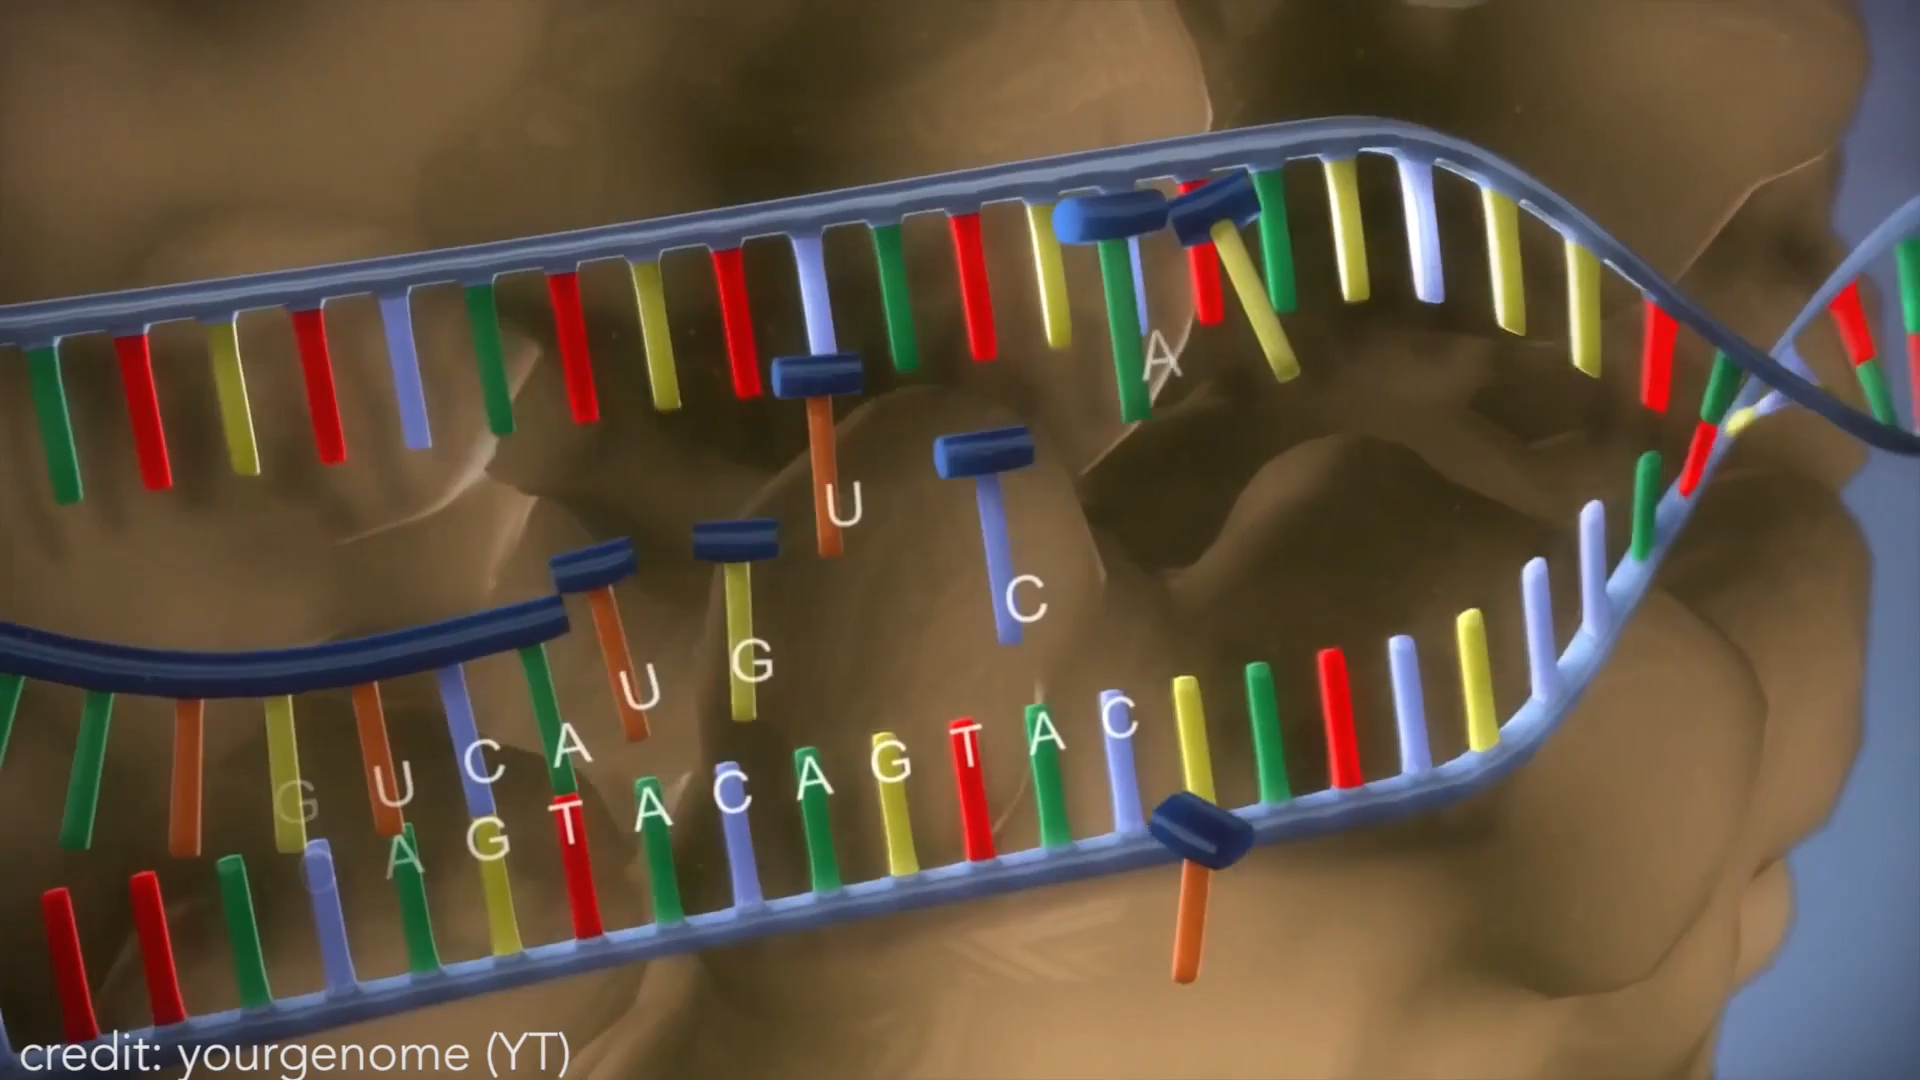 A
U
C
U
G
G U C A
C A G T A C A G T A C
credit: yourgenome (YT)